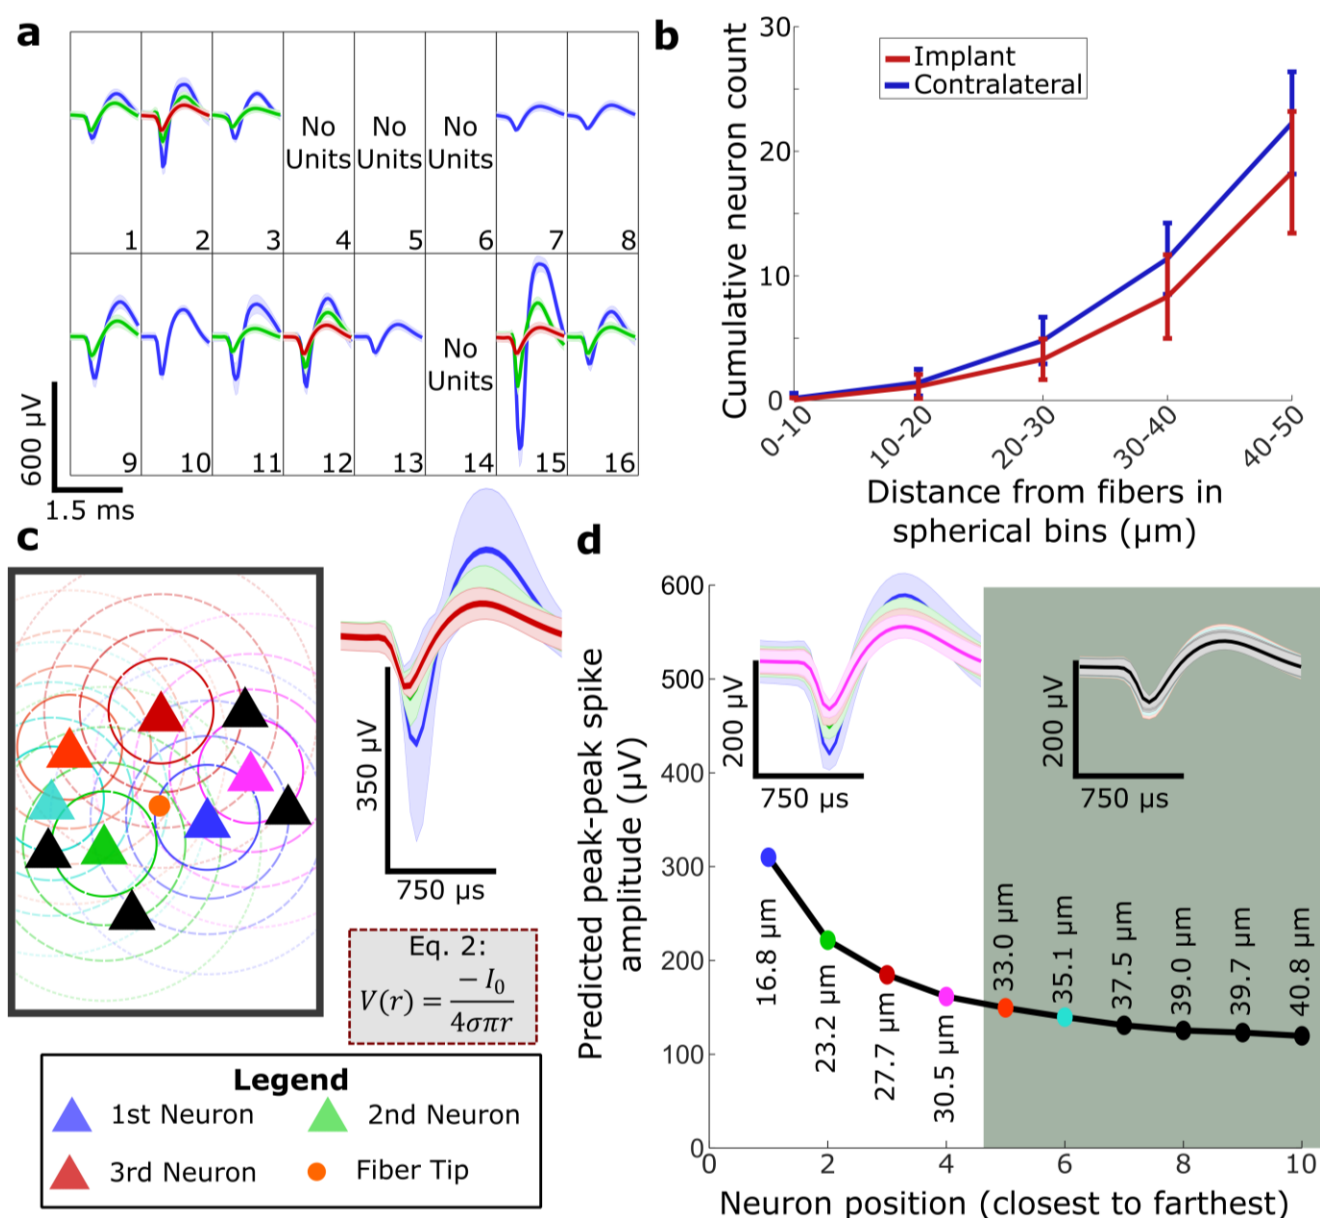 a
No
Units
No
Units
No
Units
1
2
3
4
5
6
7
8
No
Units
9
10
11
12
13
14
15
16
600 µV
1.5 ms
b
Implant
Contralateral
Cumulative neuron count
30
20
10
0
0-10
10-20
20-30
30-40
40-50
Distance from fibers in
spherical bins (µm)
c
350 µV
750 µs
Eq. 2:
V(r) = −I₀ / 4σπr
Legend
1st Neuron
2nd Neuron
3rd Neuron
Fiber Tip
d
Predicted peak-peak spike
amplitude (µV)
600
500
400
300
200
100
0
200 µV
750 µs
200 µV
750 µs
16.8 µm
23.2 µm
27.7 µm
30.5 µm
33.0 µm
35.1 µm
37.5 µm
39.0 µm
39.7 µm
40.8 µm
0
2
4
6
8
10
Neuron position (closest to farthest)